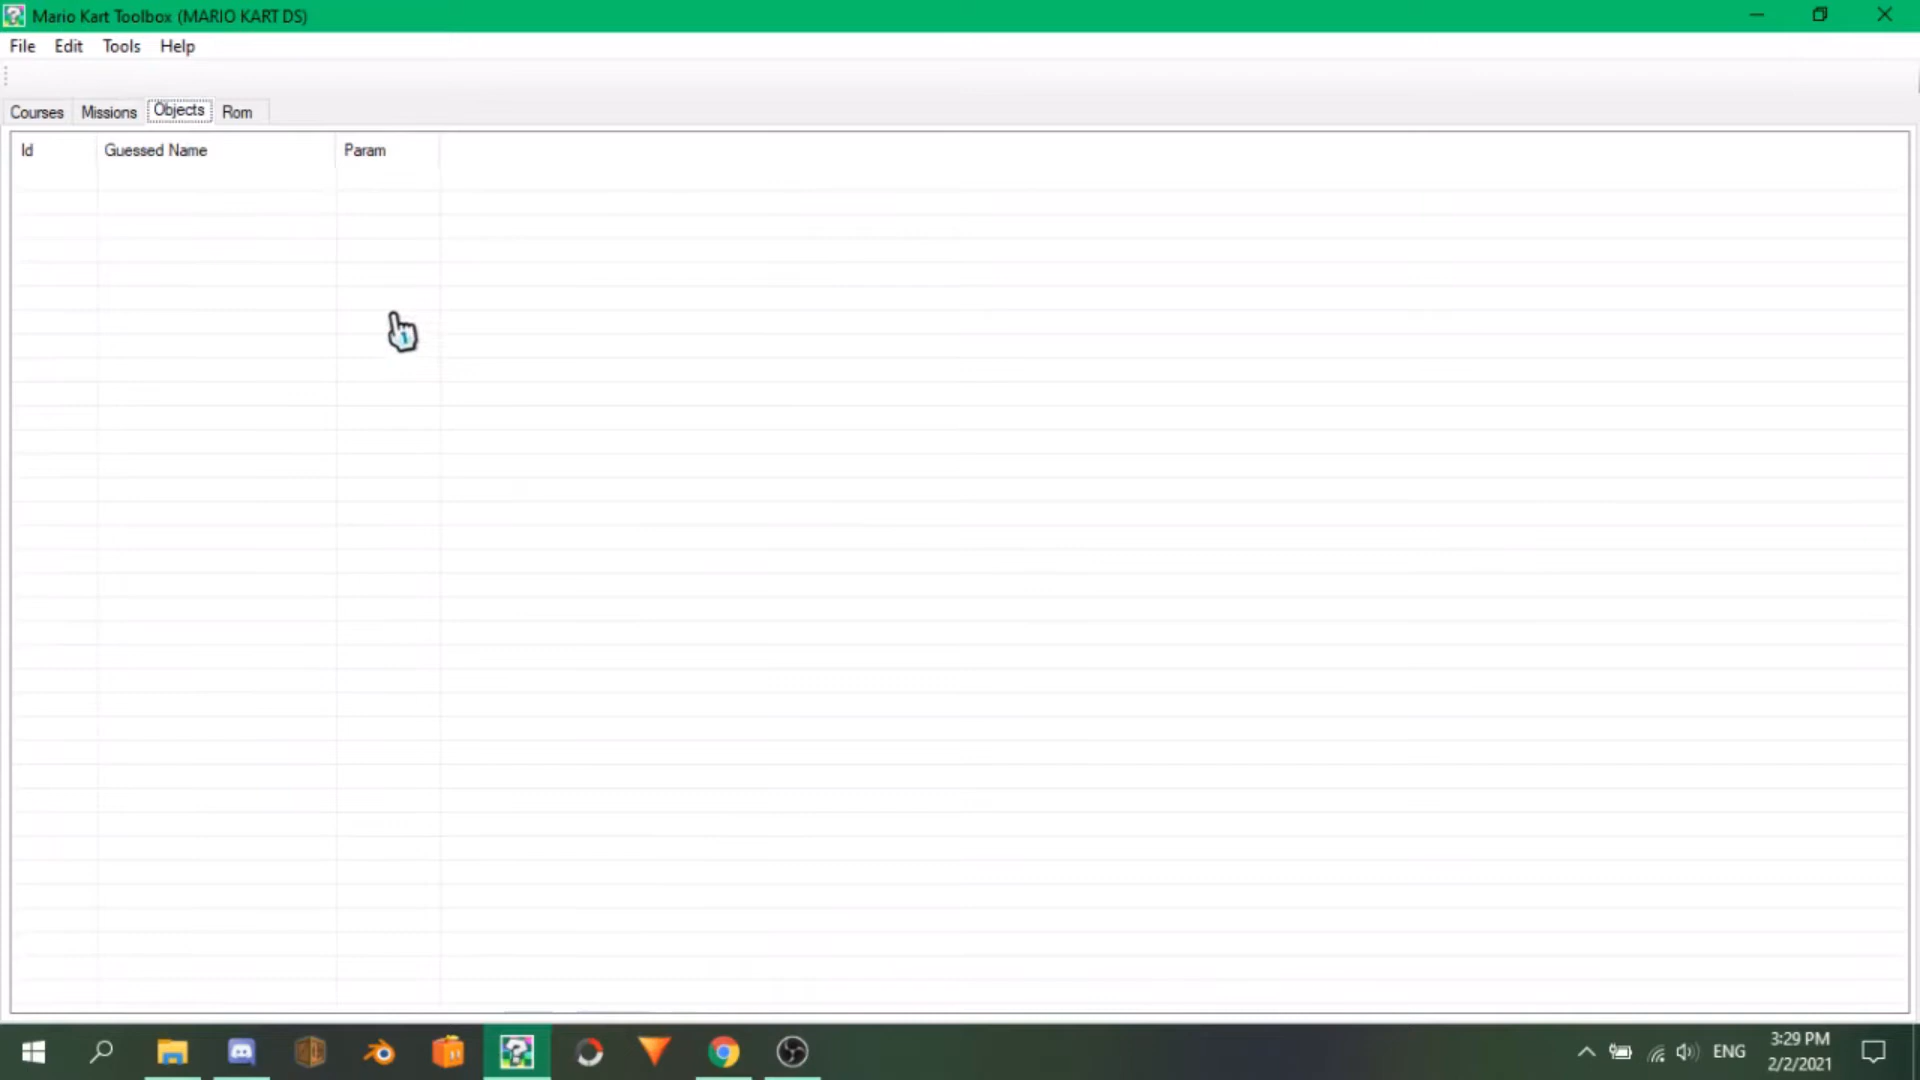 Mario Kart Toolbox (MARIO KART DS)
File Edit Tools Help
Courses Missions Objects Rom
Id Guessed Name Param
ENG
3:29 PM
2/2/2021